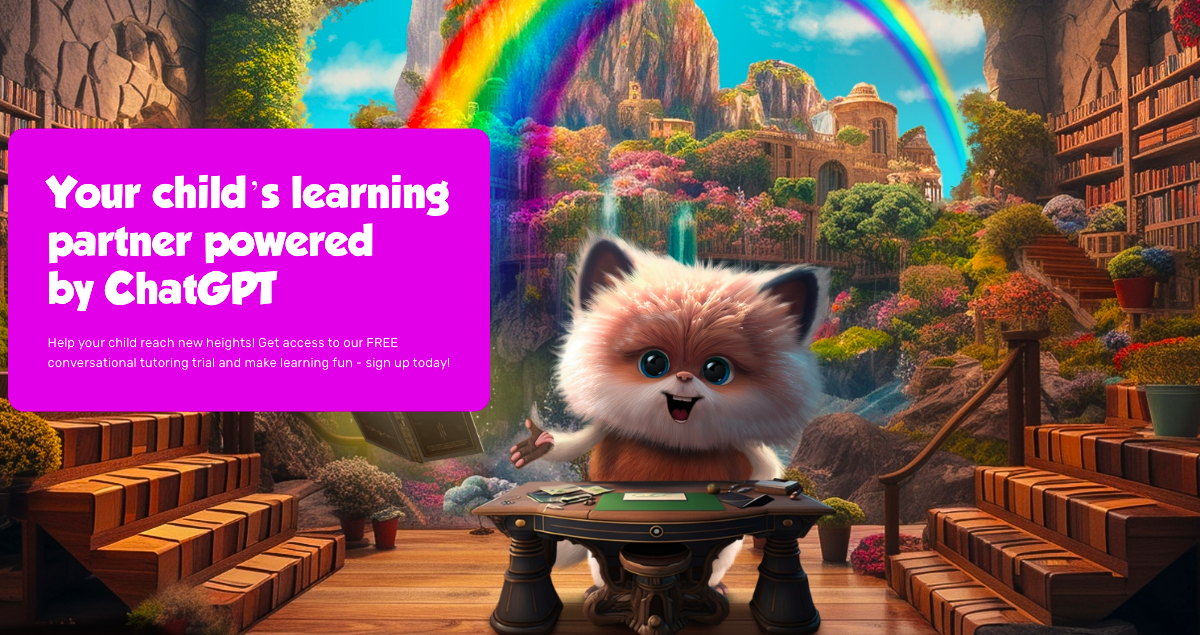 Your child's learning
partner powered
by ChatGPT
Help your child reach new heights! Get access to our FREE
conversational tutoring trial and make learning fun - sign up today!